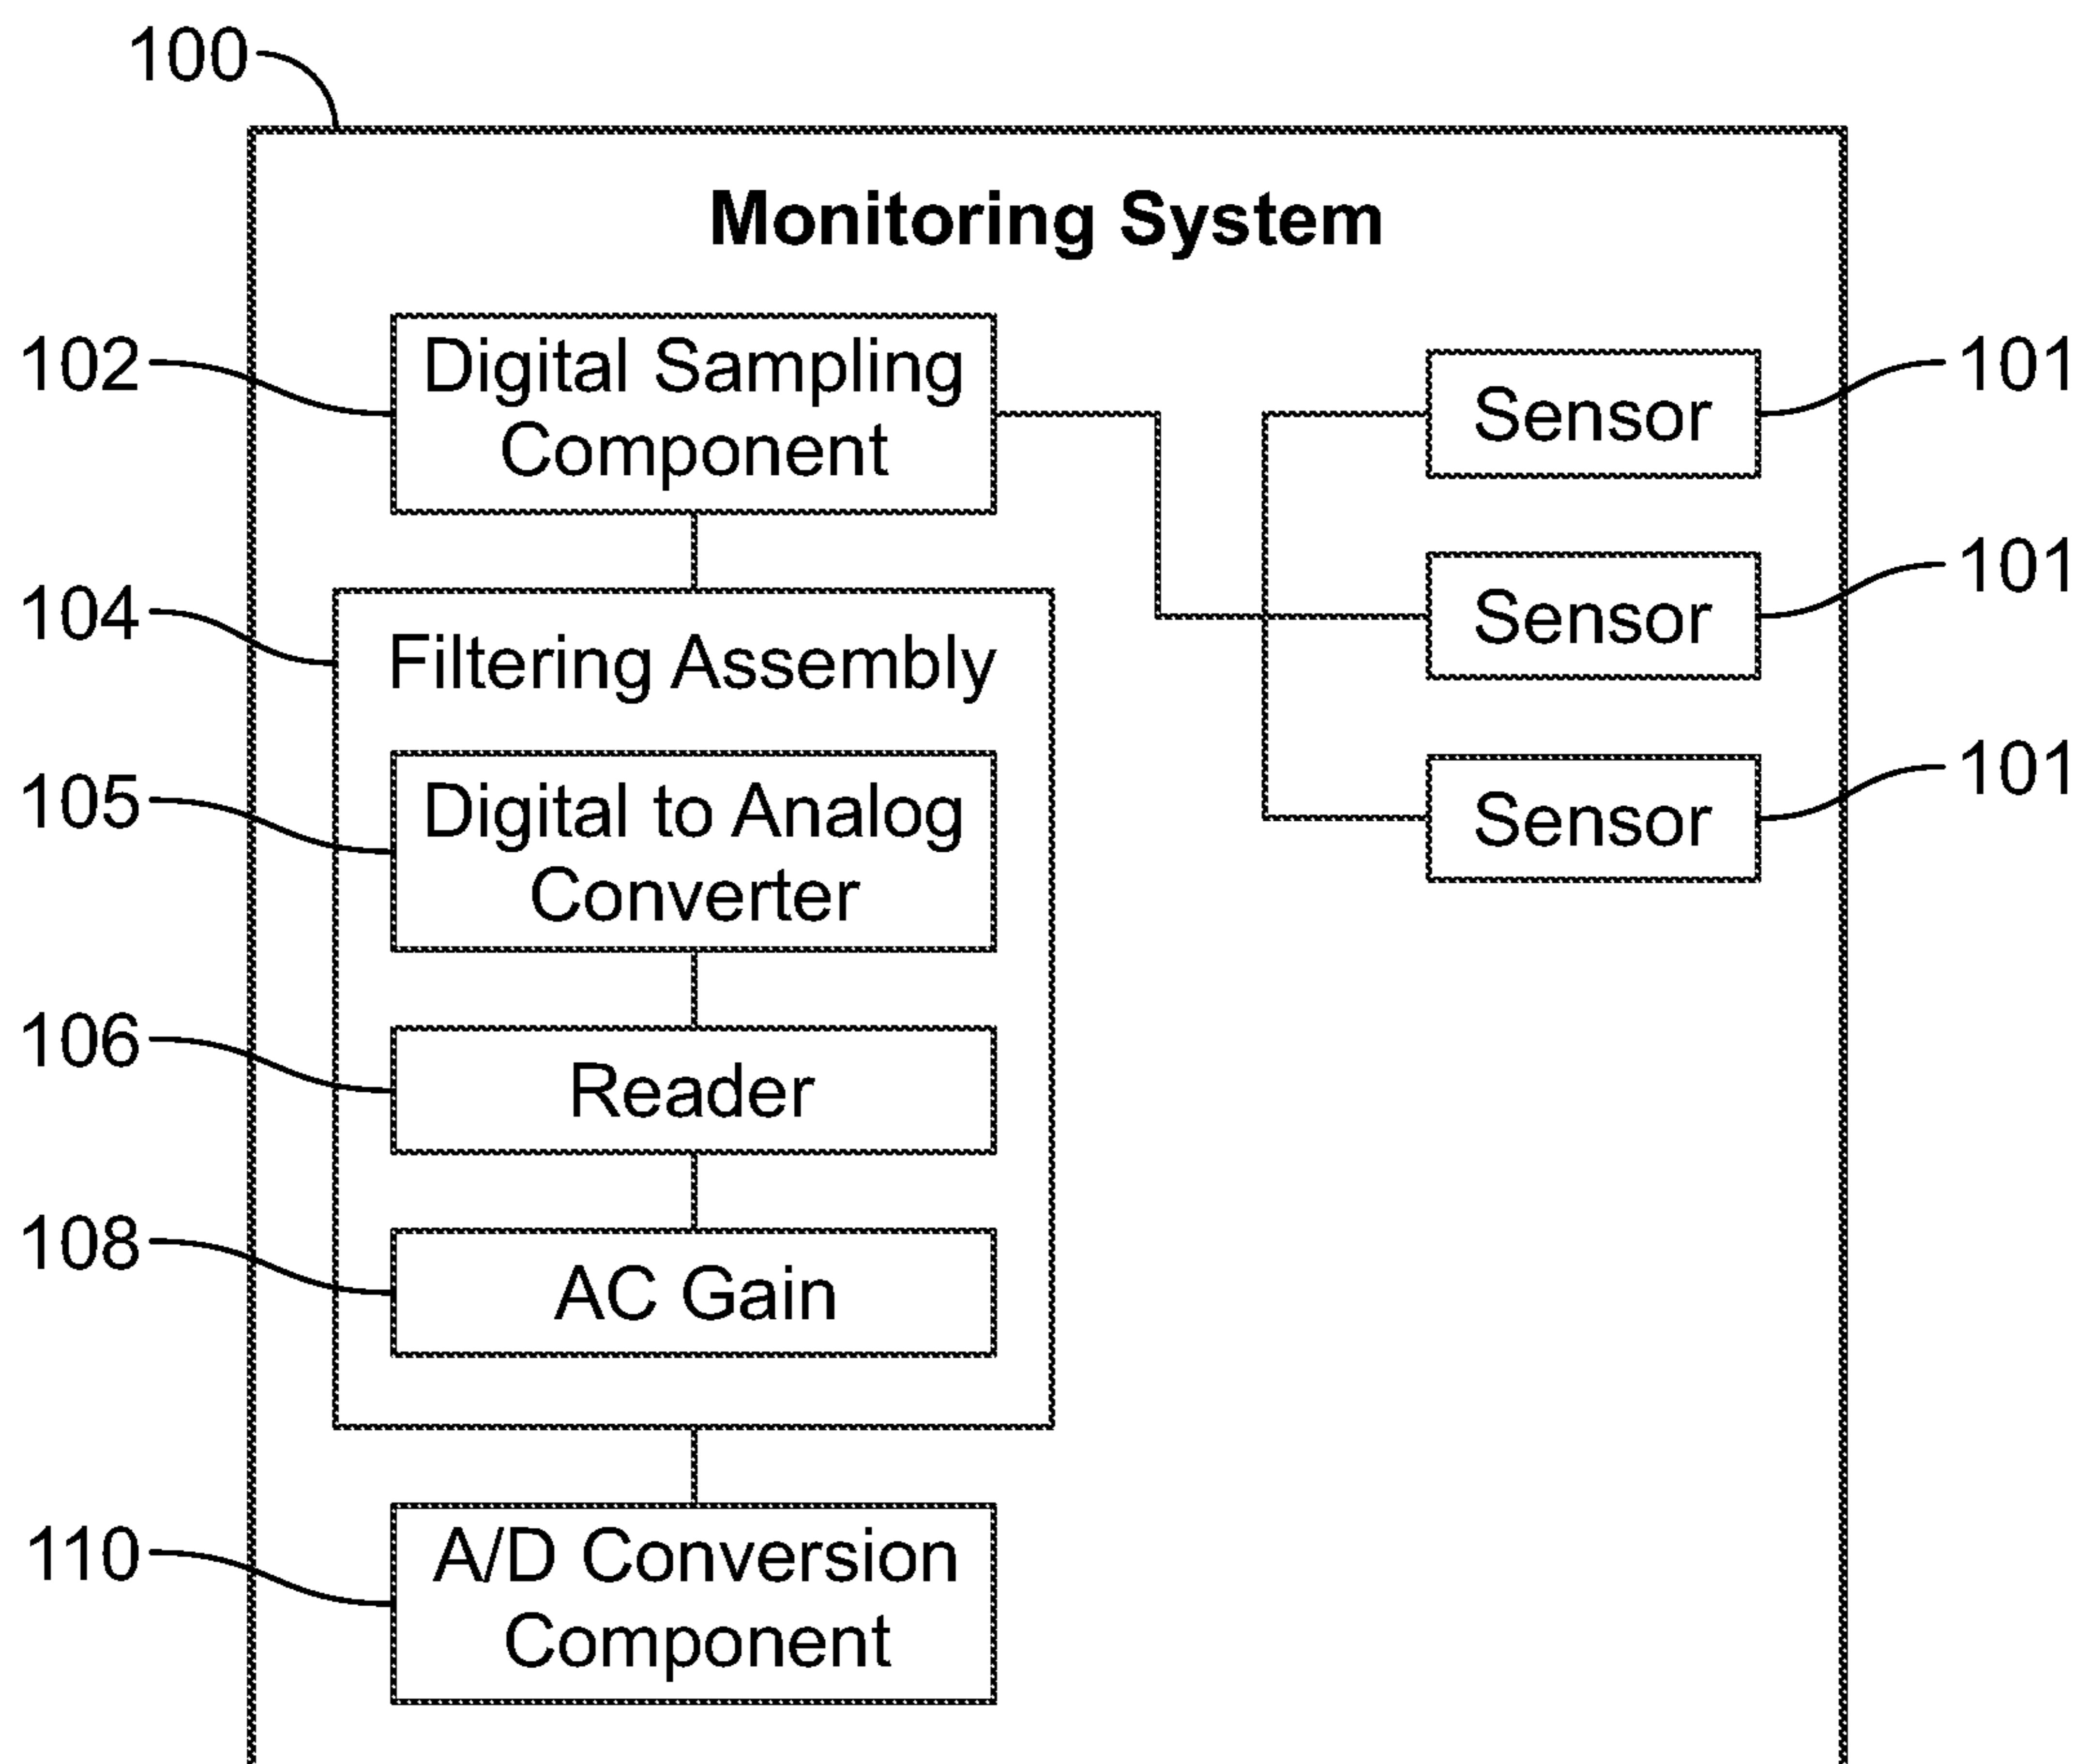 100
Monitoring System
102
Digital Sampling
Component
Sensor
101
Sensor
101
104
Filtering Assembly
105
Digital to Analog
Converter
Sensor
101
106
Reader
108
AC Gain
110
A/D Conversion
Component